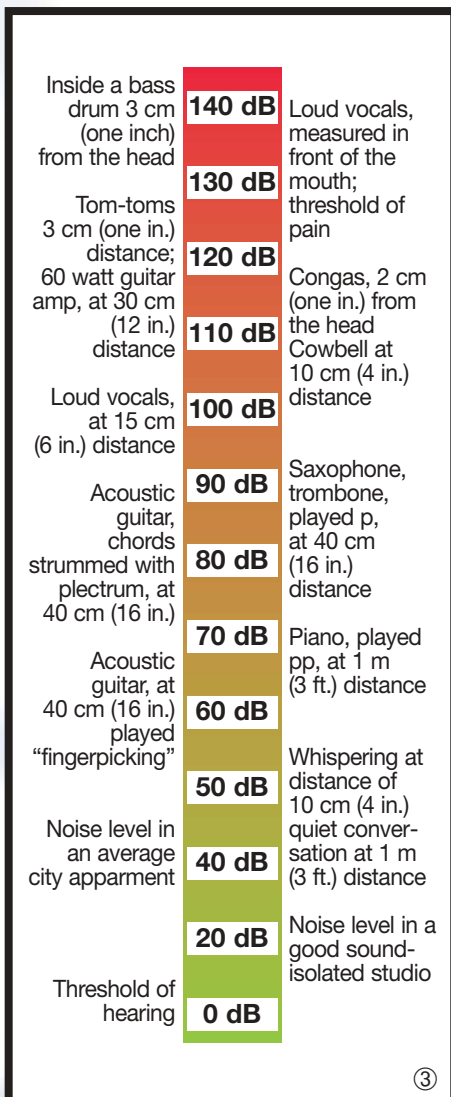 Inside a bass
drum 3 cm
(one inch)
from the head
140 dB
Loud vocals,
measured in
front of the
mouth;
threshold of
pain
130 dB
Tom-toms
3 cm (one in.)
distance;
60 watt guitar
amp, at 30 cm
(12 in.)
distance
120 dB
Congas, 2 cm
(one in.) from
the head
Cowbell at
10 cm (4 in.)
distance
110 dB
Loud vocals,
at 15 cm
(6 in.) distance
100 dB
90 dB
Saxophone,
trombone,
played p,
at 40 cm
(16 in.)
distance
Acoustic
guitar,
chords
strummed with
plectrum, at
40 cm (16 in.)
80 dB
70 dB
Piano, played
pp, at 1 m
(3 ft.) distance
Acoustic
guitar, at
40 cm (16 in.)
played
“fingerpicking”
60 dB
50 dB
Whispering at
distance of
10 cm (4 in.)
quiet conver-
sation at 1 m
(3 ft.) distance
Noise level in
an average
city apparment
40 dB
20 dB
Noise level in a
good sound-
isolated studio
Threshold of
hearing
0 dB
③